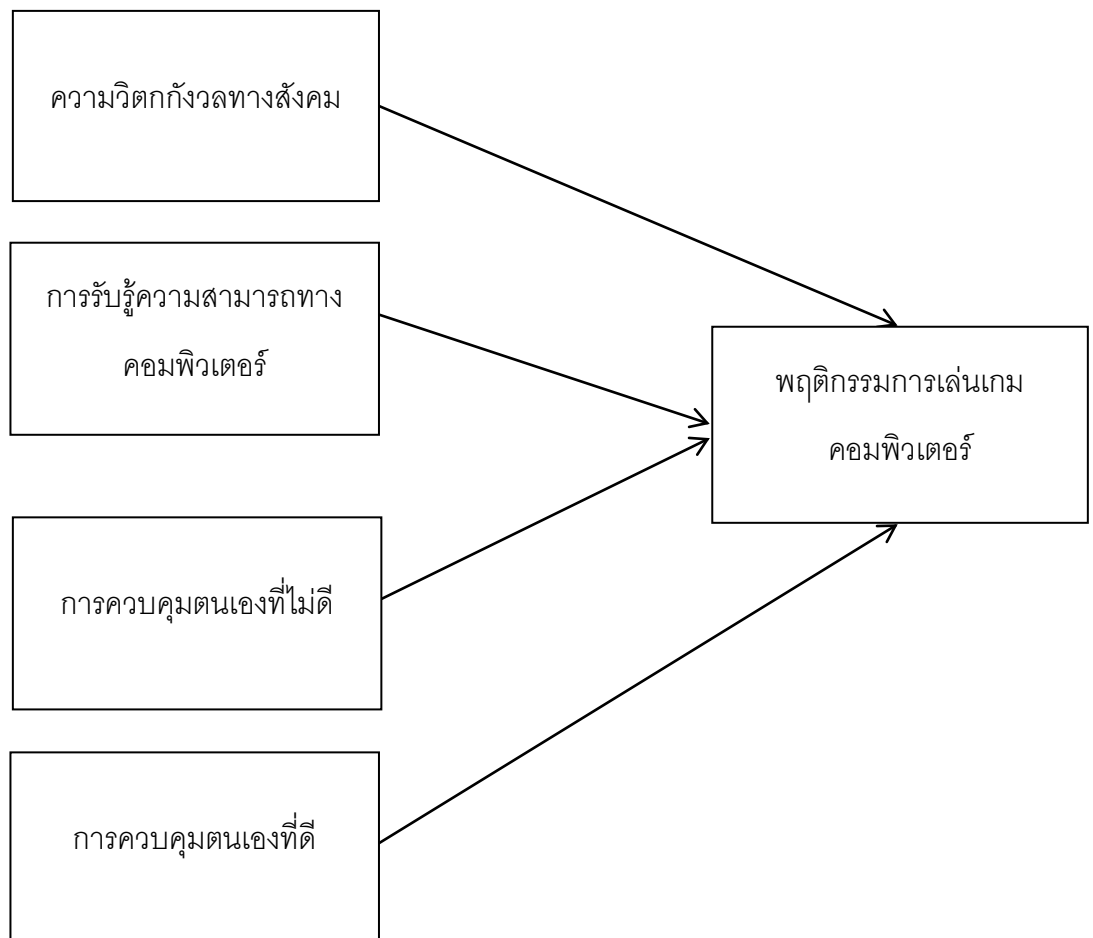 ความวิตกกังวลทางสังคม
การรับรู้ความสามารถทาง
คอมพิวเตอร์
พฤติกรรมการเล่นเกม
คอมพิวเตอร์
การควบคุมตนเองที่ไม่ดี
การควบคุมตนเองที่ดี